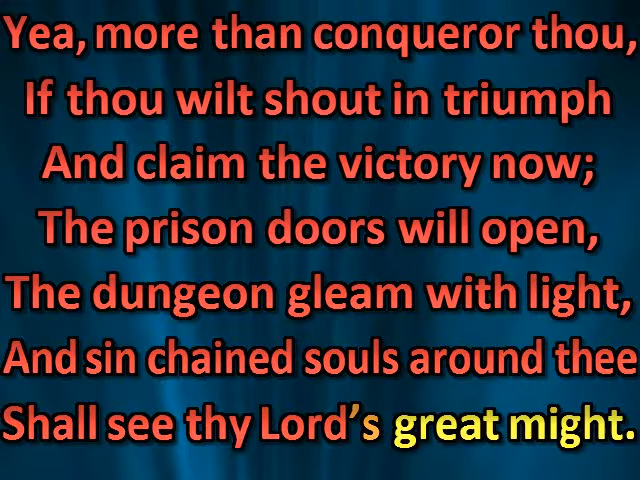 Yea, more than conqueror thou,
If thou wilt shout in triumph
And claim the victory now;
The prison doors will open,
The dungeon gleam with light,
And sin chained souls around thee
Shall see thy Lord’s great might.